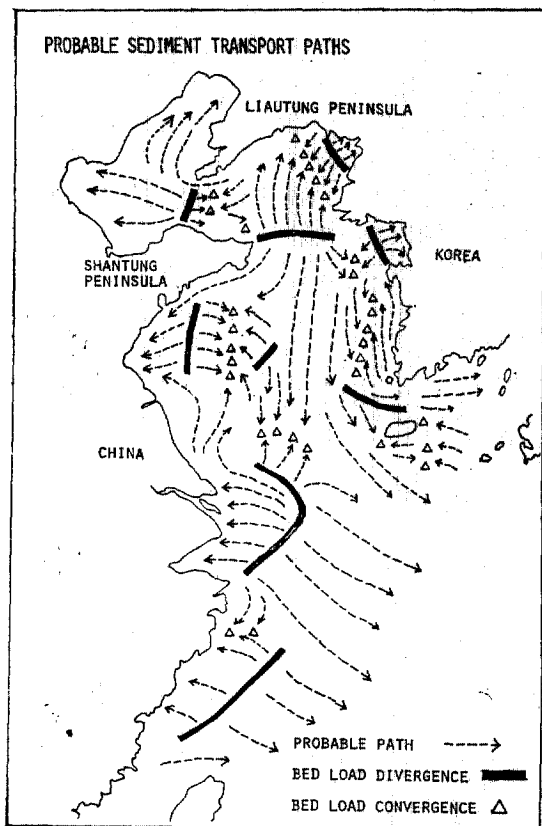 PROBABLE SEDIMENT TRANSPORT PATHS
LIAUTUNG PENINSULA
SHANTUNG
PENINSULA
KOREA
CHINA
PROBABLE PATH
BED LOAD DIVERGENCE
BED LOAD CONVERGENCE